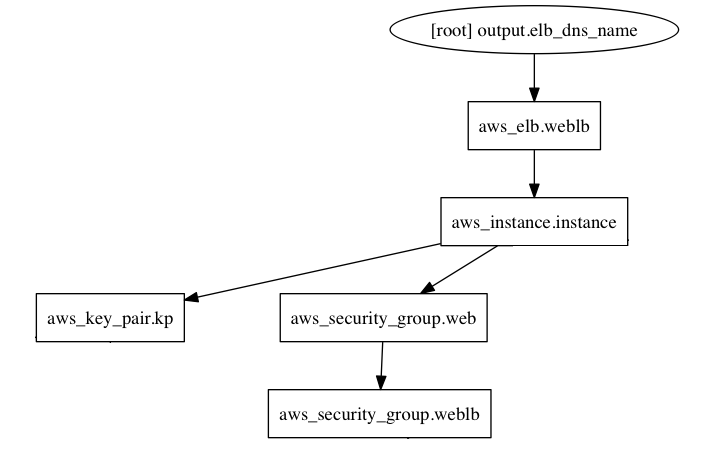 [root] output.elb_dns_name
aws_elb.weblb
aws_instance.instance
aws_key_pair.kp
aws_security_group.web
aws_security_group.weblb